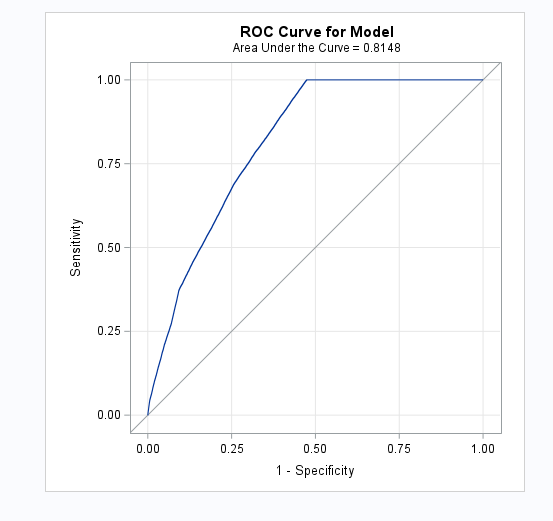 ROC Curve for Model
Area Under the Curve = 0.8148
1.00
0.75
Sensitivity
0.50
0.25
0.00
0.00 0.25 0.50 0.75 1.00
1 - Specificity